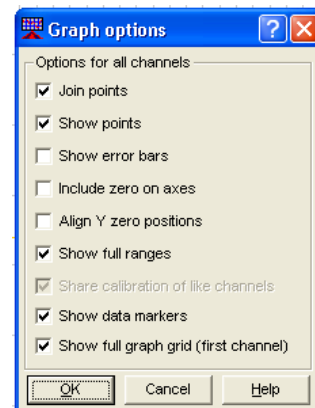 Graph options
Options for all channels
Join points
Show points
Show error bars
Include zero on axes
Align Y zero positions
Show full ranges
Share calibration of like channels
Show data markers
Show full graph grid (first channel)
OK Cancel Help